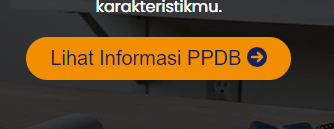 karakteristikmu.
Lihat Informasi PPDB